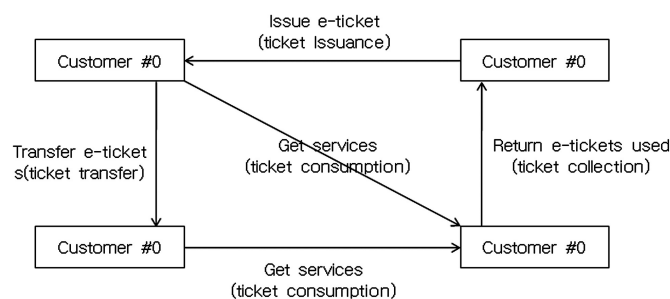 Issue e-ticket
(ticket Issuance)
Customer #0
Customer #0
Transfer e-ticket
s(ticket transfer)
Get services
(ticket consumption)
Return e-tickets used
(ticket collection)
Customer #0
Customer #0
Get services
(ticket consumption)